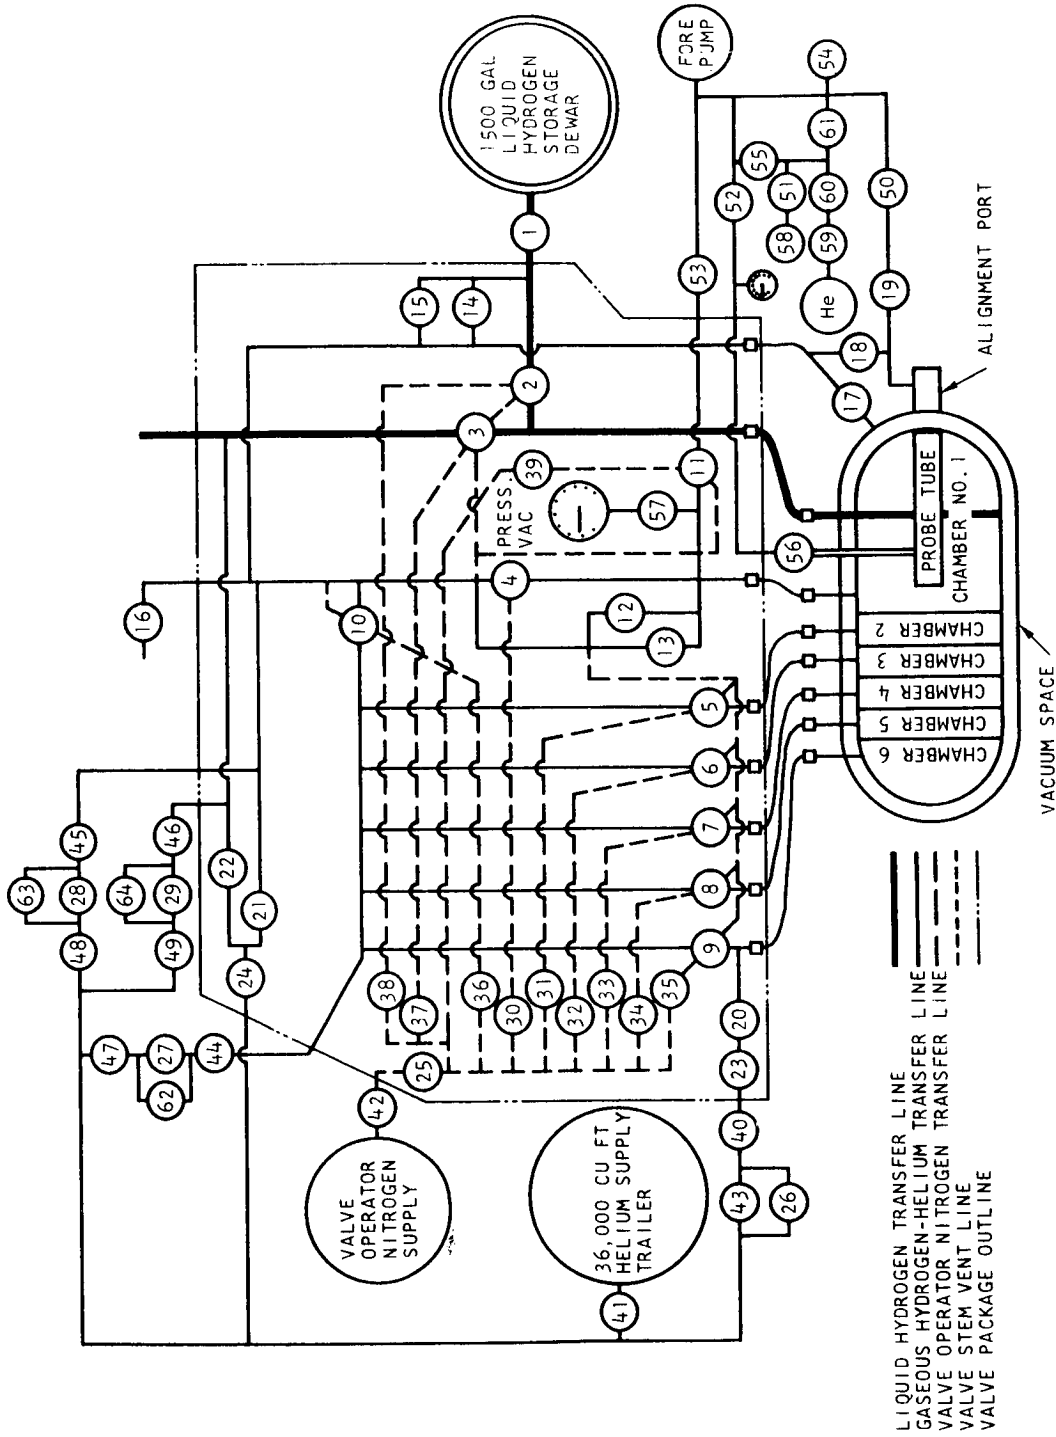 1500 GAL
LIQUID
HYDROGEN
STORAGE
DEWAR
FORE
PUMP
54
61
55
52
51
60
50
58
59
53
He
19
18
17
ALIGNMENT PORT
1
15
14
2
3
39
11
PRESS.
VAC
57
56
PROBE TUBE
CHAMBER NO. 1
4
16
10
12
13
CHAMBER 2
CHAMBER 3
CHAMBER 4
CHAMBER 5
CHAMBER 6
VACUUM SPACE
5
6
7
8
9
45
46
63
28
64
29
22
21
48
49
24
38
37
36
30
31
32
33
34
35
20
23
40
43
26
47
27
44
62
25
42
VALVE
OPERATOR
NITROGEN
SUPPLY
36,000 CU FT
HELIUM SUPPLY
TRAILER
41
LIQUID HYDROGEN TRANSFER LINE
GASEOUS HYDROGEN-HELIUM TRANSFER LINE
VALVE OPERATOR NITROGEN TRANSFER LINE
VALVE STEM VENT LINE
VALVE PACKAGE OUTLINE